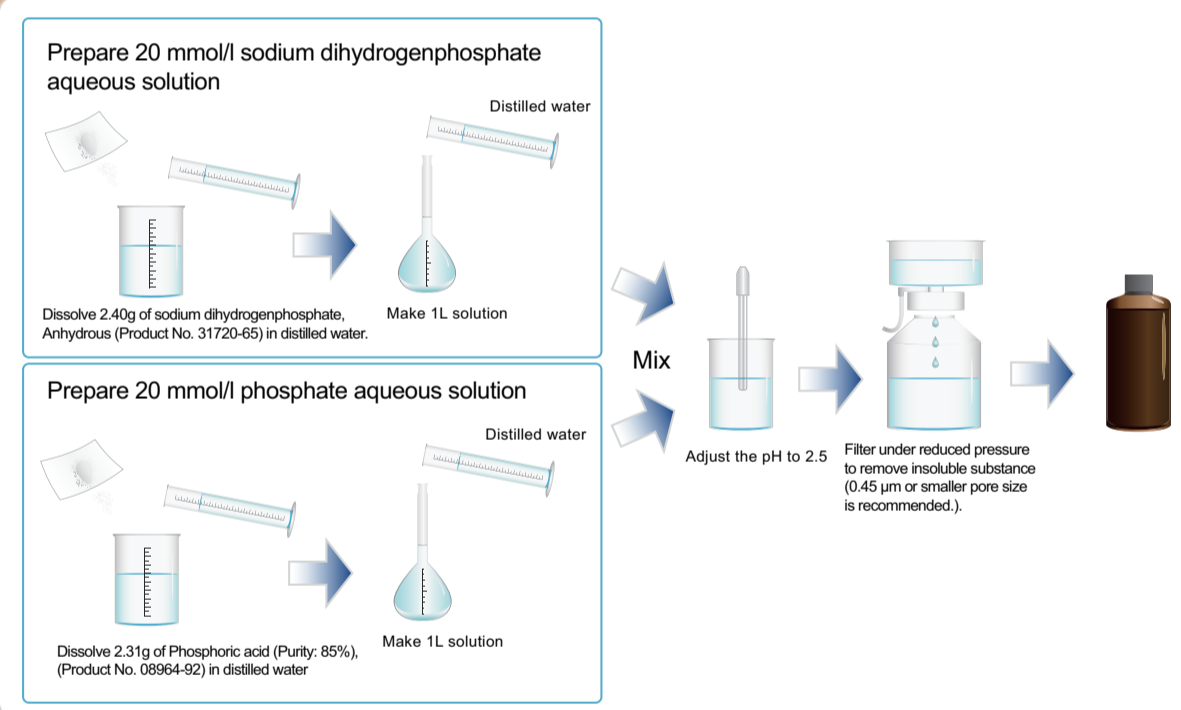 Prepare 20 mmol/l sodium dihydrogenphosphate
aqueous solution
Distilled water
Dissolve 2.40g of sodium dihydrogenphosphate,
Anhydrous (Product No. 31720-65) in distilled water.
Make 1L solution
Prepare 20 mmol/l phosphate aqueous solution
Distilled water
Dissolve 2.31g of Phosphoric acid (Purity: 85%),
(Product No. 08964-92) in distilled water
Make 1L solution
Mix
Adjust the pH to 2.5
Filter under reduced pressure
to remove insoluble substance
(0.45 μm or smaller pore size
is recommended.).